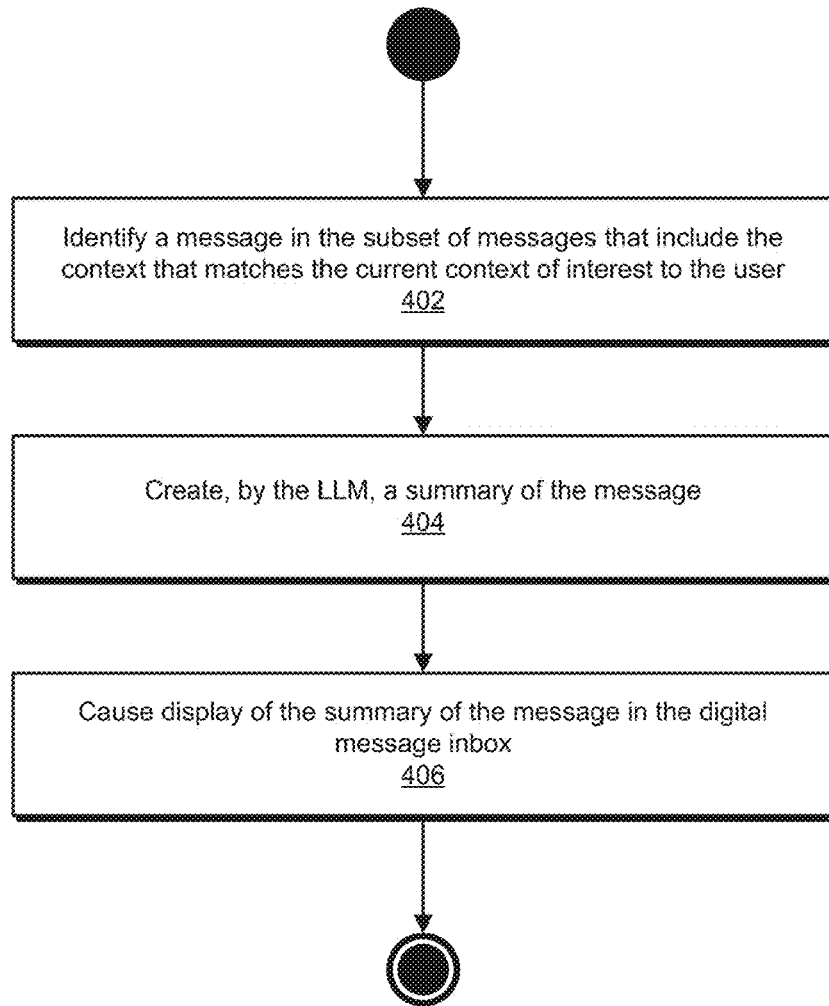 Identify a message in the subset of messages that include the
context that matches the current context of interest to the user
402
Create, by the LLM, a summary of the message
404
Cause display of the summary of the message in the digital
message inbox
406